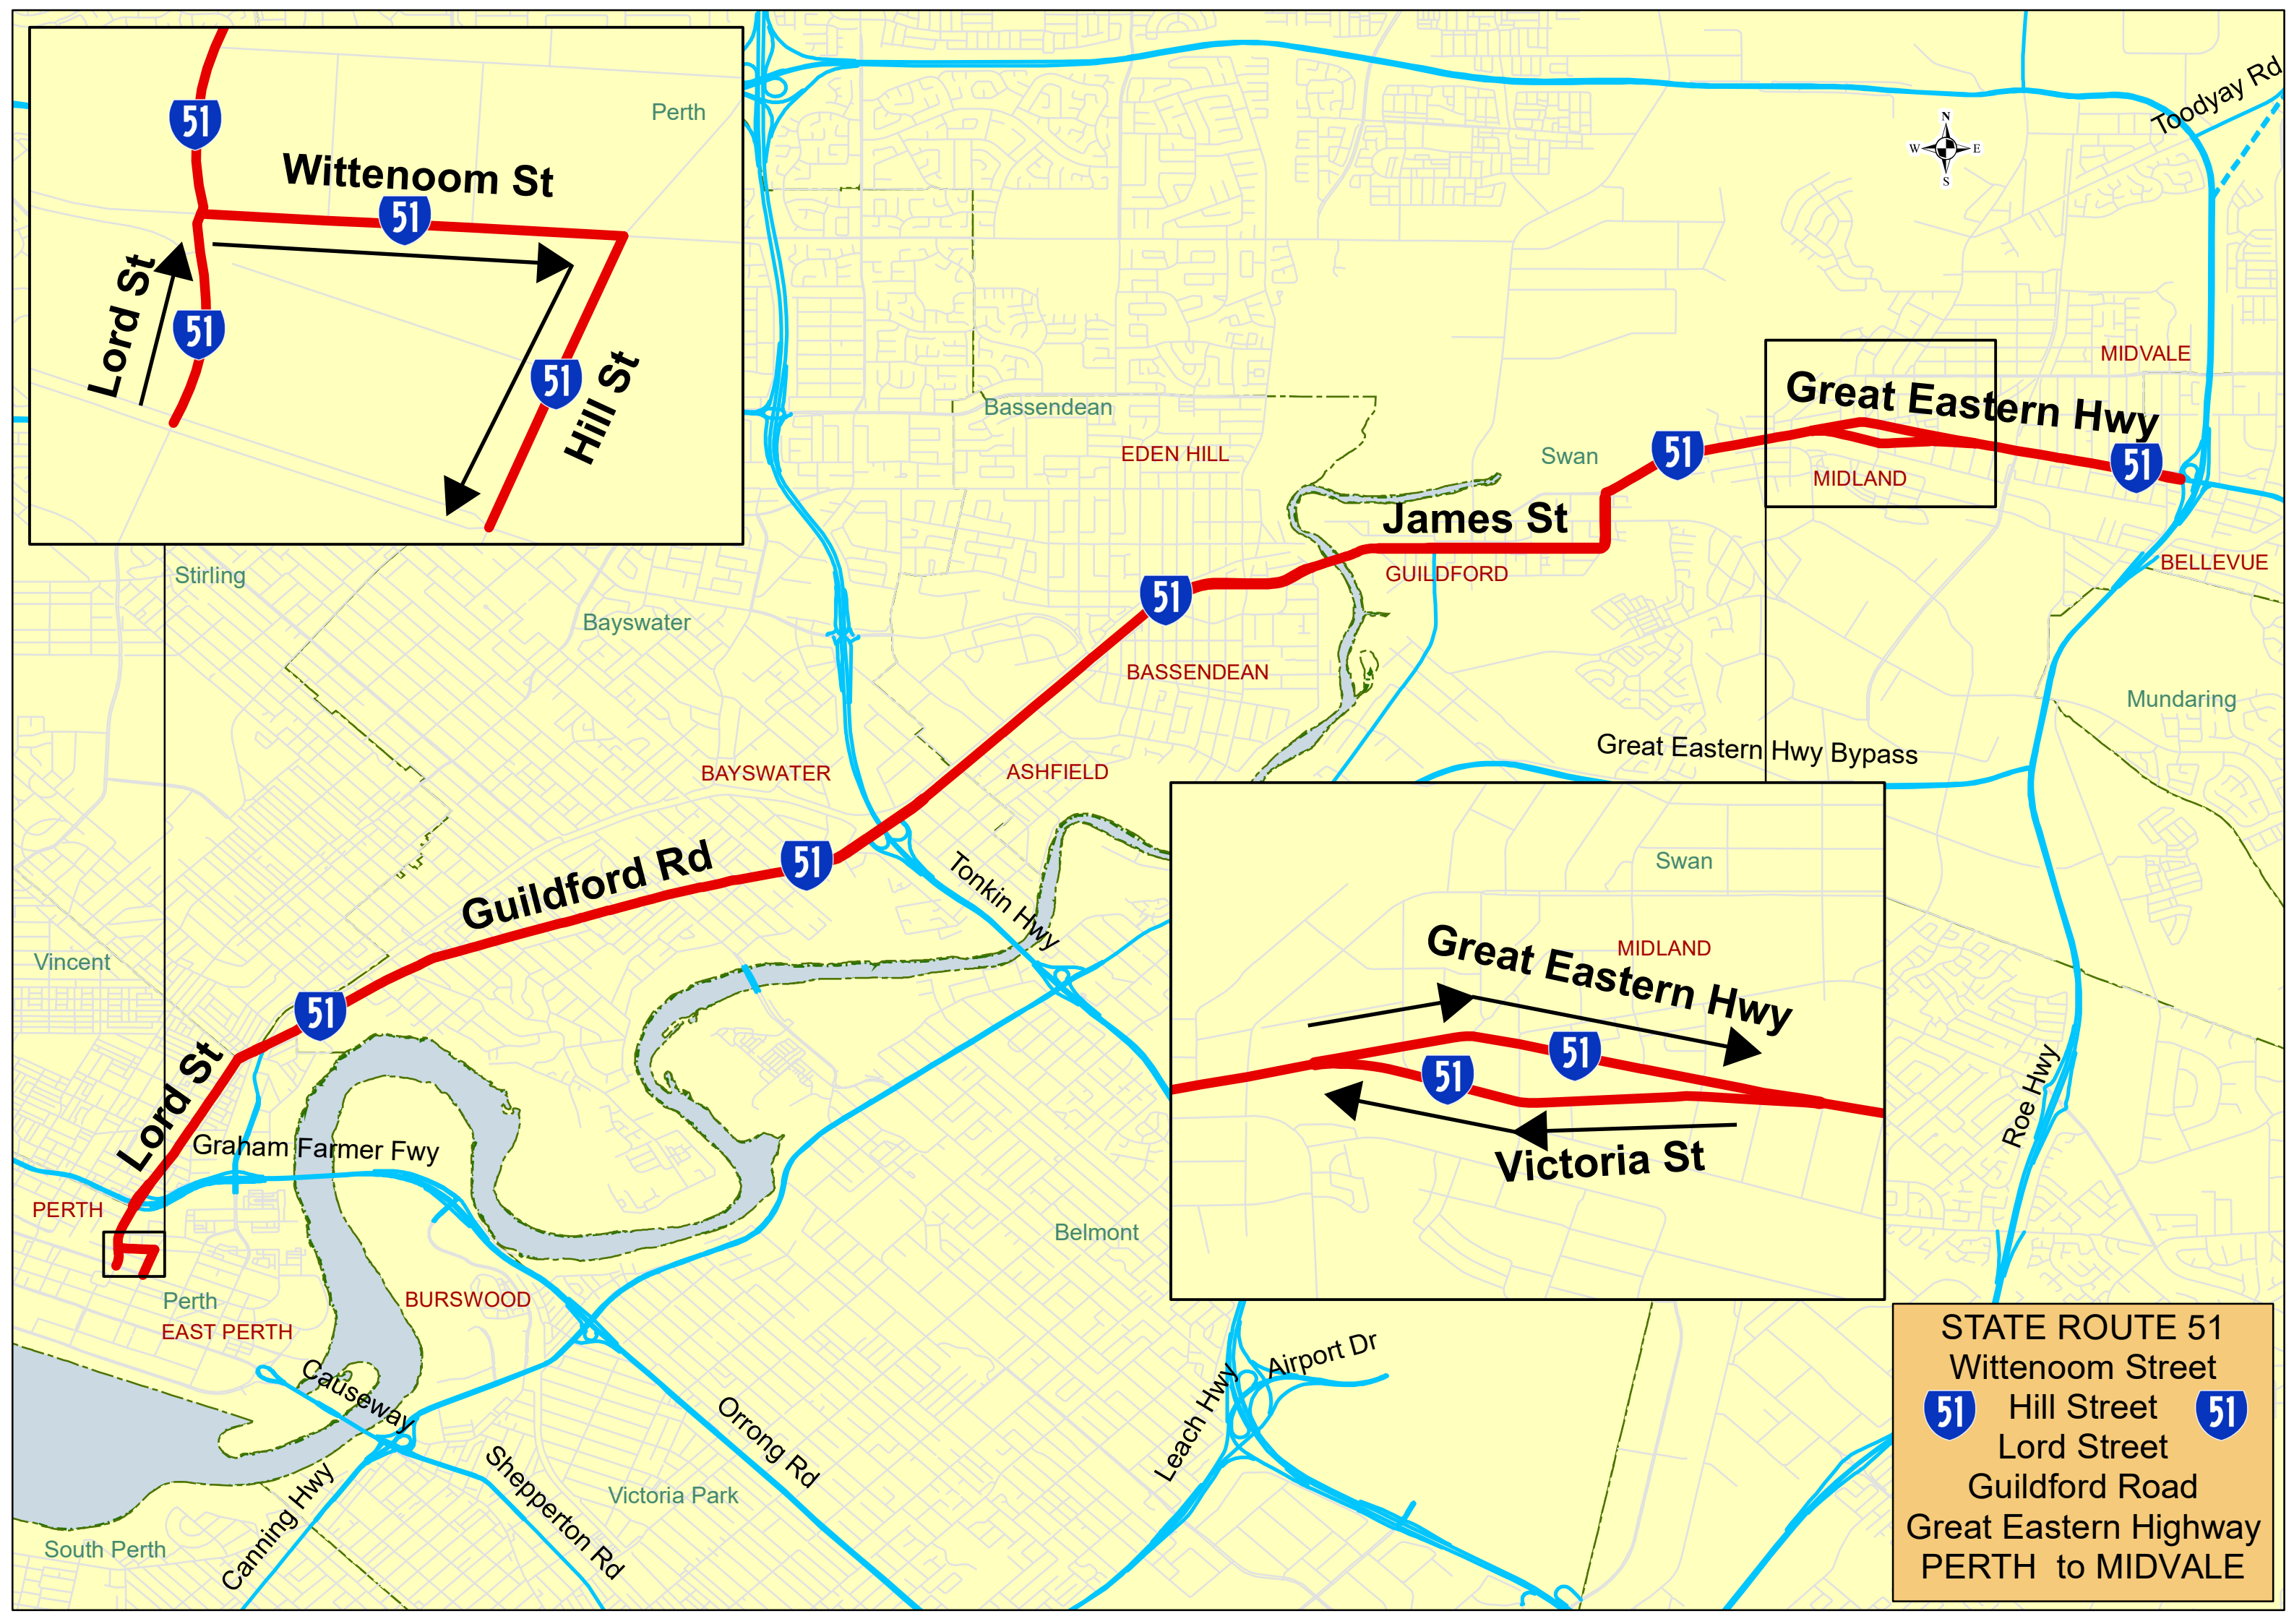 Perth
51
Wittenoom St
51
Lord St
51
51
Hill St
N
W
E
S
Toodyay Rd
MIDVALE
Great Eastern Hwy
Bassendean
EDEN HILL
Swan
51
51
MIDLAND
James St
GUILDFORD
BELLEVUE
Stirling
51
Bayswater
BASSENDEAN
Mundaring
Great Eastern Hwy Bypass
BAYSWATER
ASHFIELD
51
Guildford Rd
Tonkin Hwy
Swan
MIDLAND
Great Eastern Hwy
51
51
Victoria St
Vincent
51
Lord St
Graham Farmer Fwy
Roe Hwy
PERTH
Belmont
Perth
BURSWOOD
EAST PERTH
Causeway
Airport Dr
Leach Hwy
Orrong Rd
Shepperton Rd
Victoria Park
Canning Hwy
South Perth
STATE ROUTE 51
Wittenoom Street
51 Hill Street 51
Lord Street
Guildford Road
Great Eastern Highway
PERTH to MIDVALE